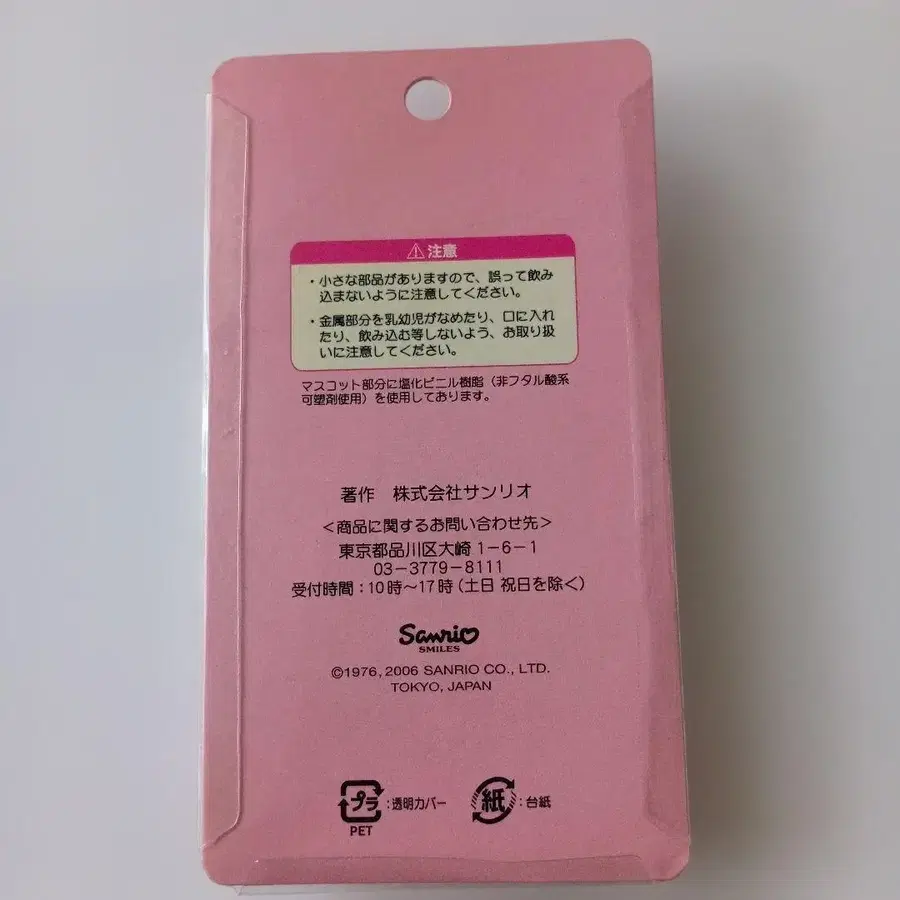 ⚠注意
・小さな部品がありますので、誤って飲み
込まないように注意してください。
・金属部分を乳幼児がなめたり、口に入れ
たり、飲み込む等しないよう、お取り扱
いに注意してください。
マスコット部分に塩化ビニル樹脂（非フタル酸系
可塑剤使用）を使用しております。
著作　株式会社サンリオ
＜商品に関するお問い合わせ先＞
東京都品川区大崎1-6-1
03-3779-8111
受付時間：10時〜17時（土日 祝日を除く）
Sanrio
SMILES
©1976, 2006 SANRIO CO., LTD.
TOKYO, JAPAN
プラ：透明カバー　紙：台紙
PET